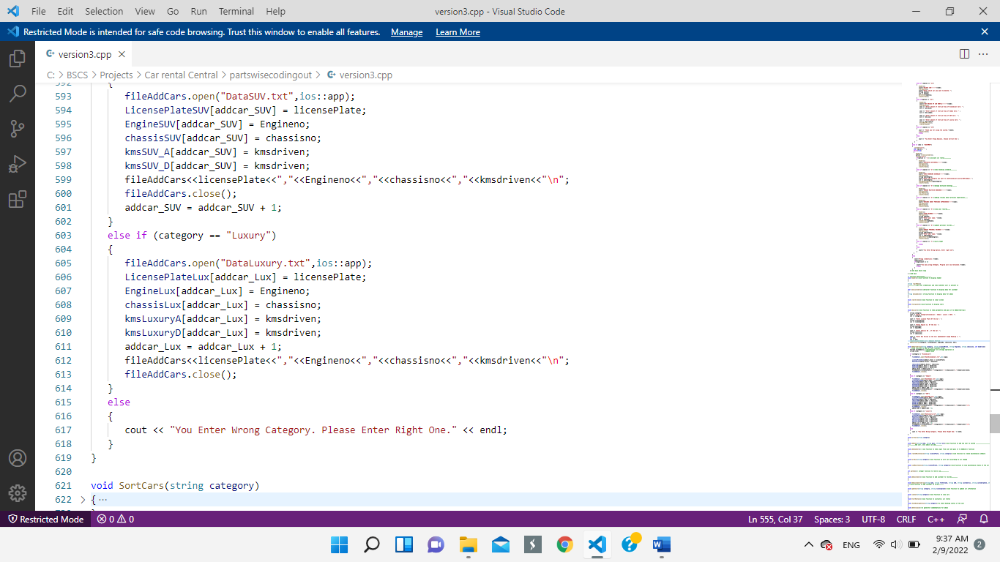 File Edit Selection View Go Run Terminal Help version3.cpp - Visual Studio Code
Restricted Mode is intended for safe code browsing. Trust this window to enable all features. Manage Learn More
version3.cpp
C: > BSCS > Projects > Car rental Central > partswisecodingout > version3.cpp
592 {
593 fileAddCars.open("DataSUV.txt",ios::app);
594 LicensePlateSUV[addcar_SUV] = licensePlate;
595 EngineSUV[addcar_SUV] = Engineno;
596 chassisSUV[addcar_SUV] = chassisno;
597 kmsSUV_A[addcar_SUV] = kmsdriven;
598 kmsSUV_D[addcar_SUV] = kmsdriven;
599 fileAddCars<<licensePlate<<","<<Engineno<<","<<chassisno<<","<<kmsdriven<<"\n";
600 fileAddCars.close();
601 addcar_SUV = addcar_SUV + 1;
602 }
603 else if (category == "Luxury")
604 {
605 fileAddCars.open("DataLuxury.txt",ios::app);
606 LicensePlateLux[addcar_Lux] = licensePlate;
607 EngineLux[addcar_Lux] = Engineno;
608 chassisLux[addcar_Lux] = chassisno;
609 kmsLuxuryA[addcar_Lux] = kmsdriven;
610 kmsLuxuryD[addcar_Lux] = kmsdriven;
611 addcar_Lux = addcar_Lux + 1;
612 fileAddCars<<licensePlate<<","<<Engineno<<","<<chassisno<<","<<kmsdriven<<"\n";
613 fileAddCars.close();
614 }
615 else
616 {
617 cout << "You Enter Wrong Category. Please Enter Right One." << endl;
618 }
619 }
620
621 void SortCars(string category)
622 > {...
Restricted Mode 0 0 Ln 555, Col 37 Spaces: 3 UTF-8 CRLF C++
ENG 9:37 AM
2/9/2022 2